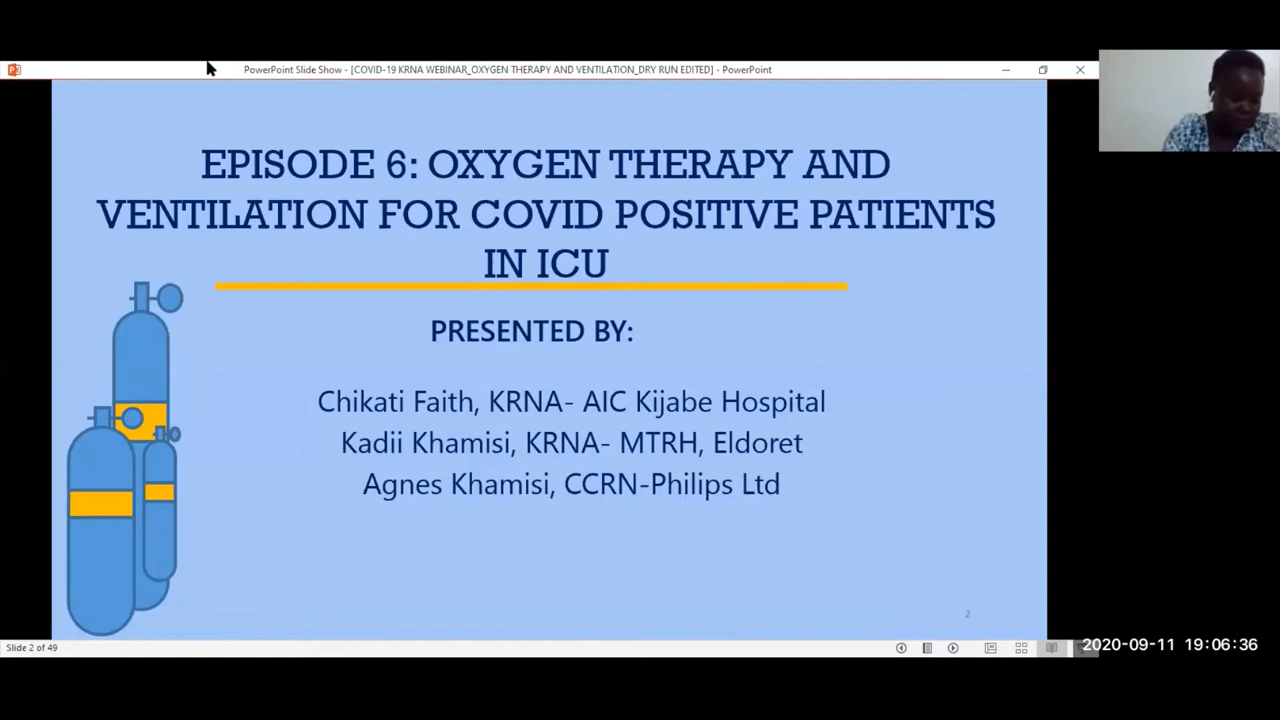 PowerPoint Slide Show - [COVID-19 KRNA WEBINAR_OXYGEN THERAPY AND VENTILATION_DRY RUN EDITED] - PowerPoint
EPISODE 6: OXYGEN THERAPY AND
VENTILATION FOR COVID POSITIVE PATIENTS
IN ICU
PRESENTED BY:
Chikati Faith, KRNA- AIC Kijabe Hospital
Kadii Khamisi, KRNA- MTRH, Eldoret
Agnes Khamisi, CCRN-Philips Ltd
2
Slide 2 of 49
2020-09-11 19:06:36